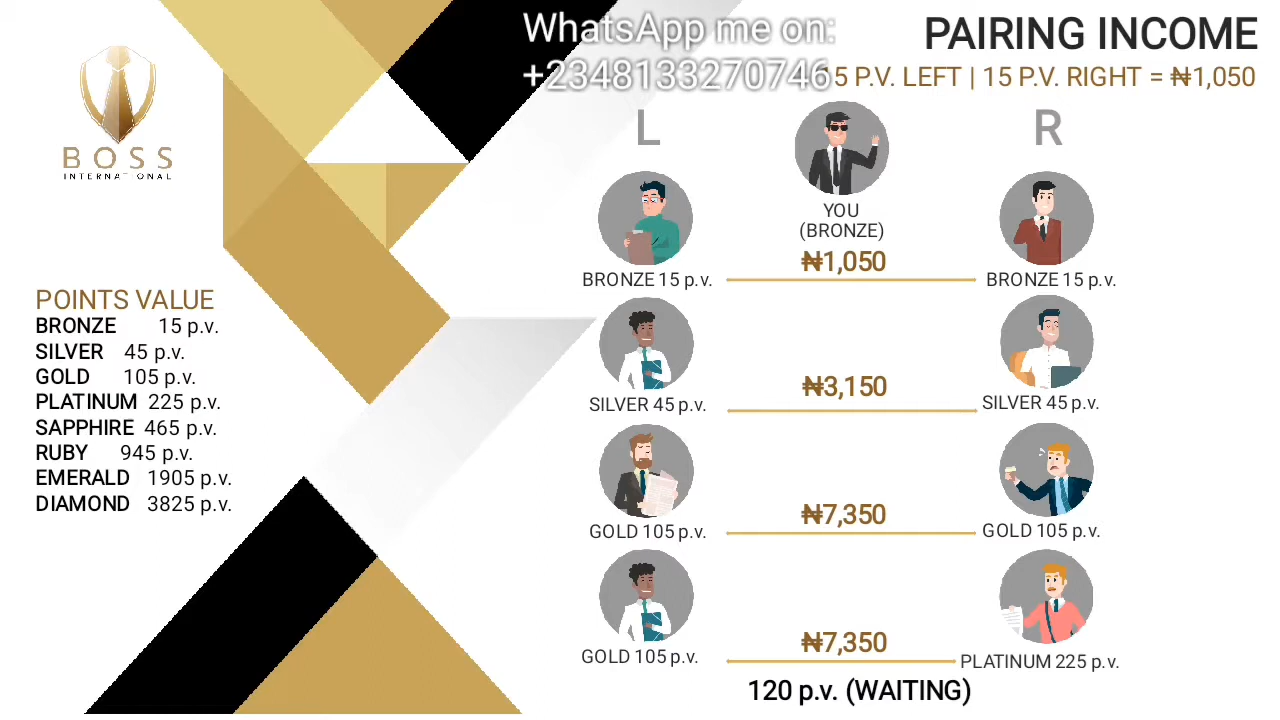 WhatsApp me on:
+2348133270746
PAIRING INCOME
5 P.V. LEFT | 15 P.V. RIGHT = ₦1,050
BOSS
INTERNATIONAL
L
R
YOU
(BRONZE)
₦1,050
BRONZE 15 p.v.
BRONZE 15 p.v.
POINTS VALUE
BRONZE 15 p.v.
SILVER 45 p.v.
GOLD 105 p.v.
PLATINUM 225 p.v.
SAPPHIRE 465 p.v.
RUBY 945 p.v.
EMERALD 1905 p.v.
DIAMOND 3825 p.v.
₦3,150
SILVER 45 p.v.
SILVER 45 p.v.
₦7,350
GOLD 105 p.v.
GOLD 105 p.v.
₦7,350
GOLD 105 p.v.
PLATINUM 225 p.v.
120 p.v. (WAITING)